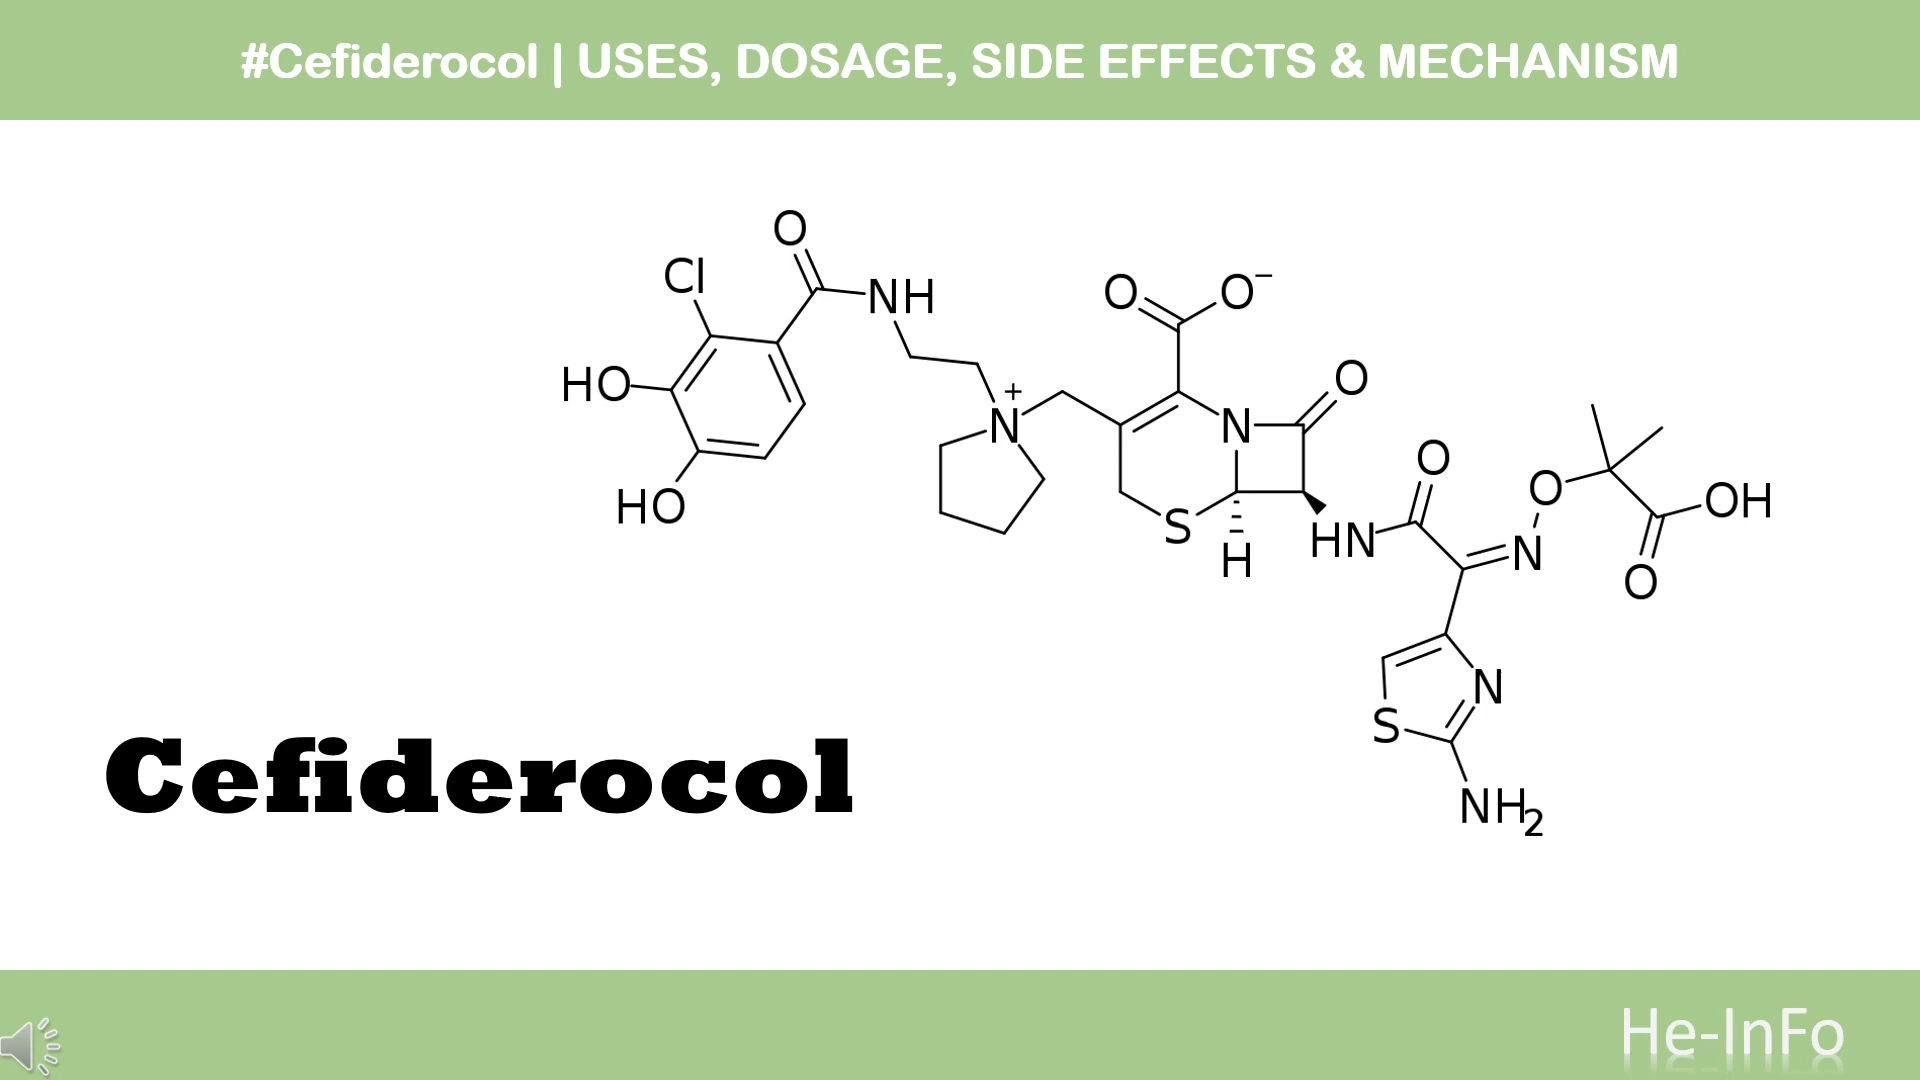 #Cefiderocol | USES, DOSAGE, SIDE EFFECTS & MECHANISM
O
Cl
NH
O
O⁻
HO
+
N
N
O
HO
S
H
HN
O
O
N
OH
O
S
N
NH₂
Cefiderocol
He-InFo